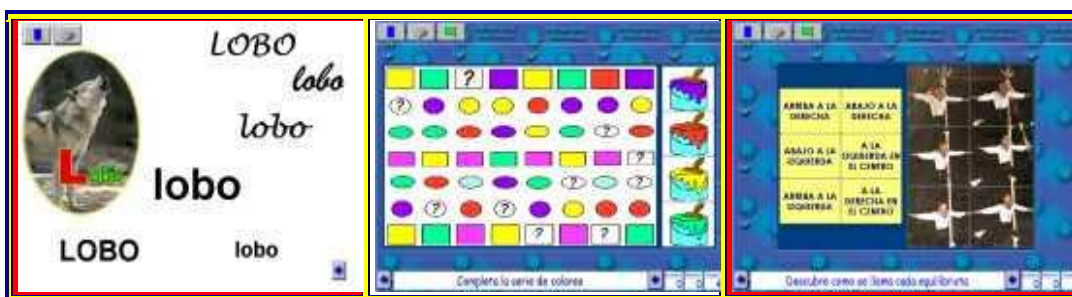 LOBO
lobo
lobo
Lobo
lobo
LOBO
lobo
?
?
?
?
?
?
?
?
?
?
Completa la serie de colores
ARRIBA A LA DERECHA
ABAJO A LA DERECHA
ABAJO A LA IZQUIERDA
A LA IZQUIERDA EN EL CENTRO
ARRIBA A LA IZQUIERDA
A LA DERECHA EN EL CENTRO
Descubre como se llama cada equilibrista